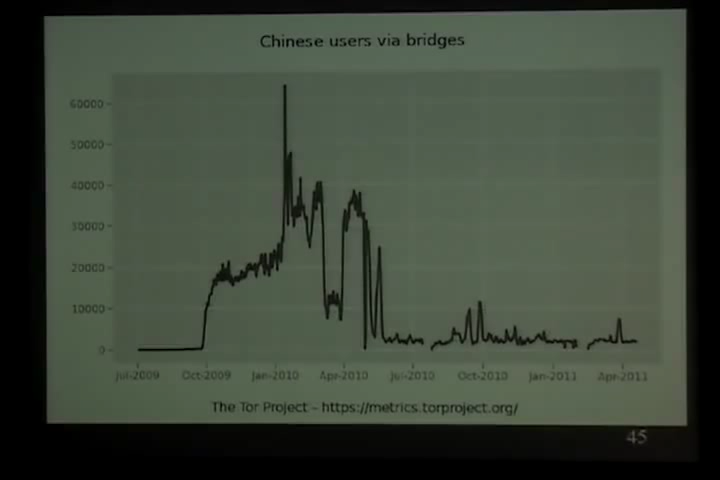 Chinese users via bridges
60000
50000
40000
30000
20000
10000
0
Jul-2009 Oct-2009 Jan-2010 Apr-2010 Jul-2010 Oct-2010 Jan-2011 Apr-2011
The Tor Project - https://metrics.torproject.org/
45